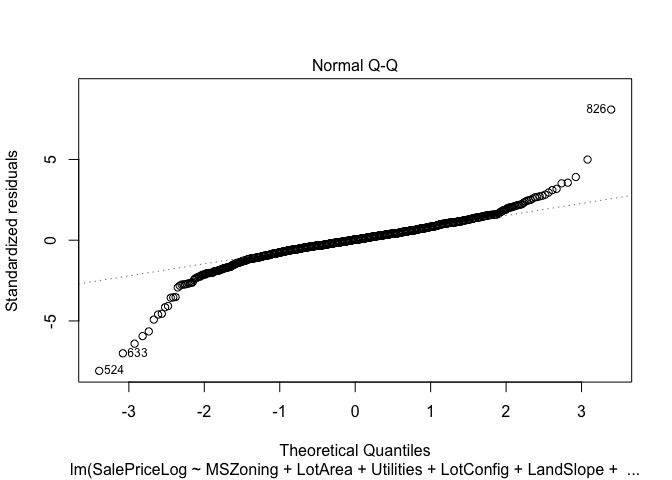 Normal Q-Q
826
5
0
-5
633
524
-3 -2 -1 0 1 2 3
Standardized residuals
Theoretical Quantiles
lm(SalePriceLog ~ MSZoning + LotArea + Utilities + LotConfig + LandSlope + ...